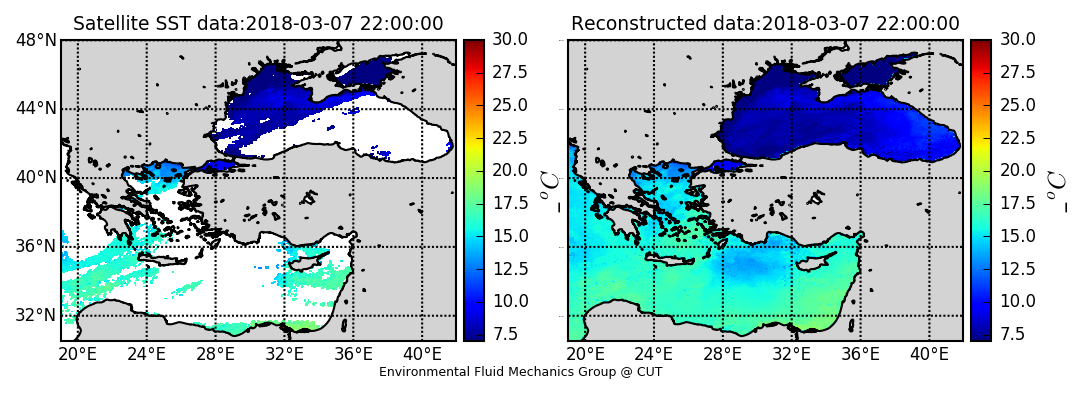 Satellite SST data:2018-03-07 22:00:00
Reconstructed data:2018-03-07 22:00:00
48°N
44°N
40°N
36°N
32°N
20°E 24°E 28°E 32°E 36°E 40°E
30.0
27.5
25.0
22.5
20.0
17.5
15.0
12.5
10.0
7.5
_ °C
20°E 24°E 28°E 32°E 36°E 40°E
30.0
27.5
25.0
22.5
20.0
17.5
15.0
12.5
10.0
7.5
_ °C
Environmental Fluid Mechanics Group @ CUT